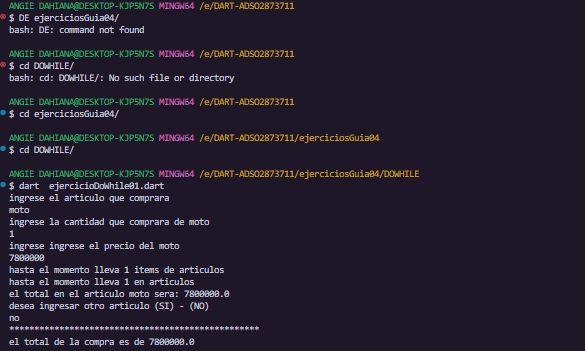 ANGIE DAHIANA@DESKTOP-KJP5N7S MINGW64 /e/DART-ADSO2873711
$ DE ejerciciosGuia04/
bash: DE: command not found
ANGIE DAHIANA@DESKTOP-KJP5N7S MINGW64 /e/DART-ADSO2873711
$ cd DOWHILE/
bash: cd: DOWHILE/: No such file or directory
ANGIE DAHIANA@DESKTOP-KJP5N7S MINGW64 /e/DART-ADSO2873711
$ cd ejerciciosGuia04/
ANGIE DAHIANA@DESKTOP-KJP5N7S MINGW64 /e/DART-ADSO2873711/ejerciciosGuia04
$ cd DOWHILE/
ANGIE DAHIANA@DESKTOP-KJP5N7S MINGW64 /e/DART-ADSO2873711/ejerciciosGuia04/DOWHILE
$ dart  ejercicioDoWhile01.dart
ingrese el articulo que comprara
moto
ingrese la cantidad que comprara de moto
1
ingrese ingrese el precio del moto
7800000
hasta el momento lleva 1 items de articulos
hasta el momento lleva 1 en articulos
el total en el articulo moto sera: 7800000.0
desea ingresar otro articulo (SI) - (NO)
no
**************************************************
el total de la compra es de 7800000.0